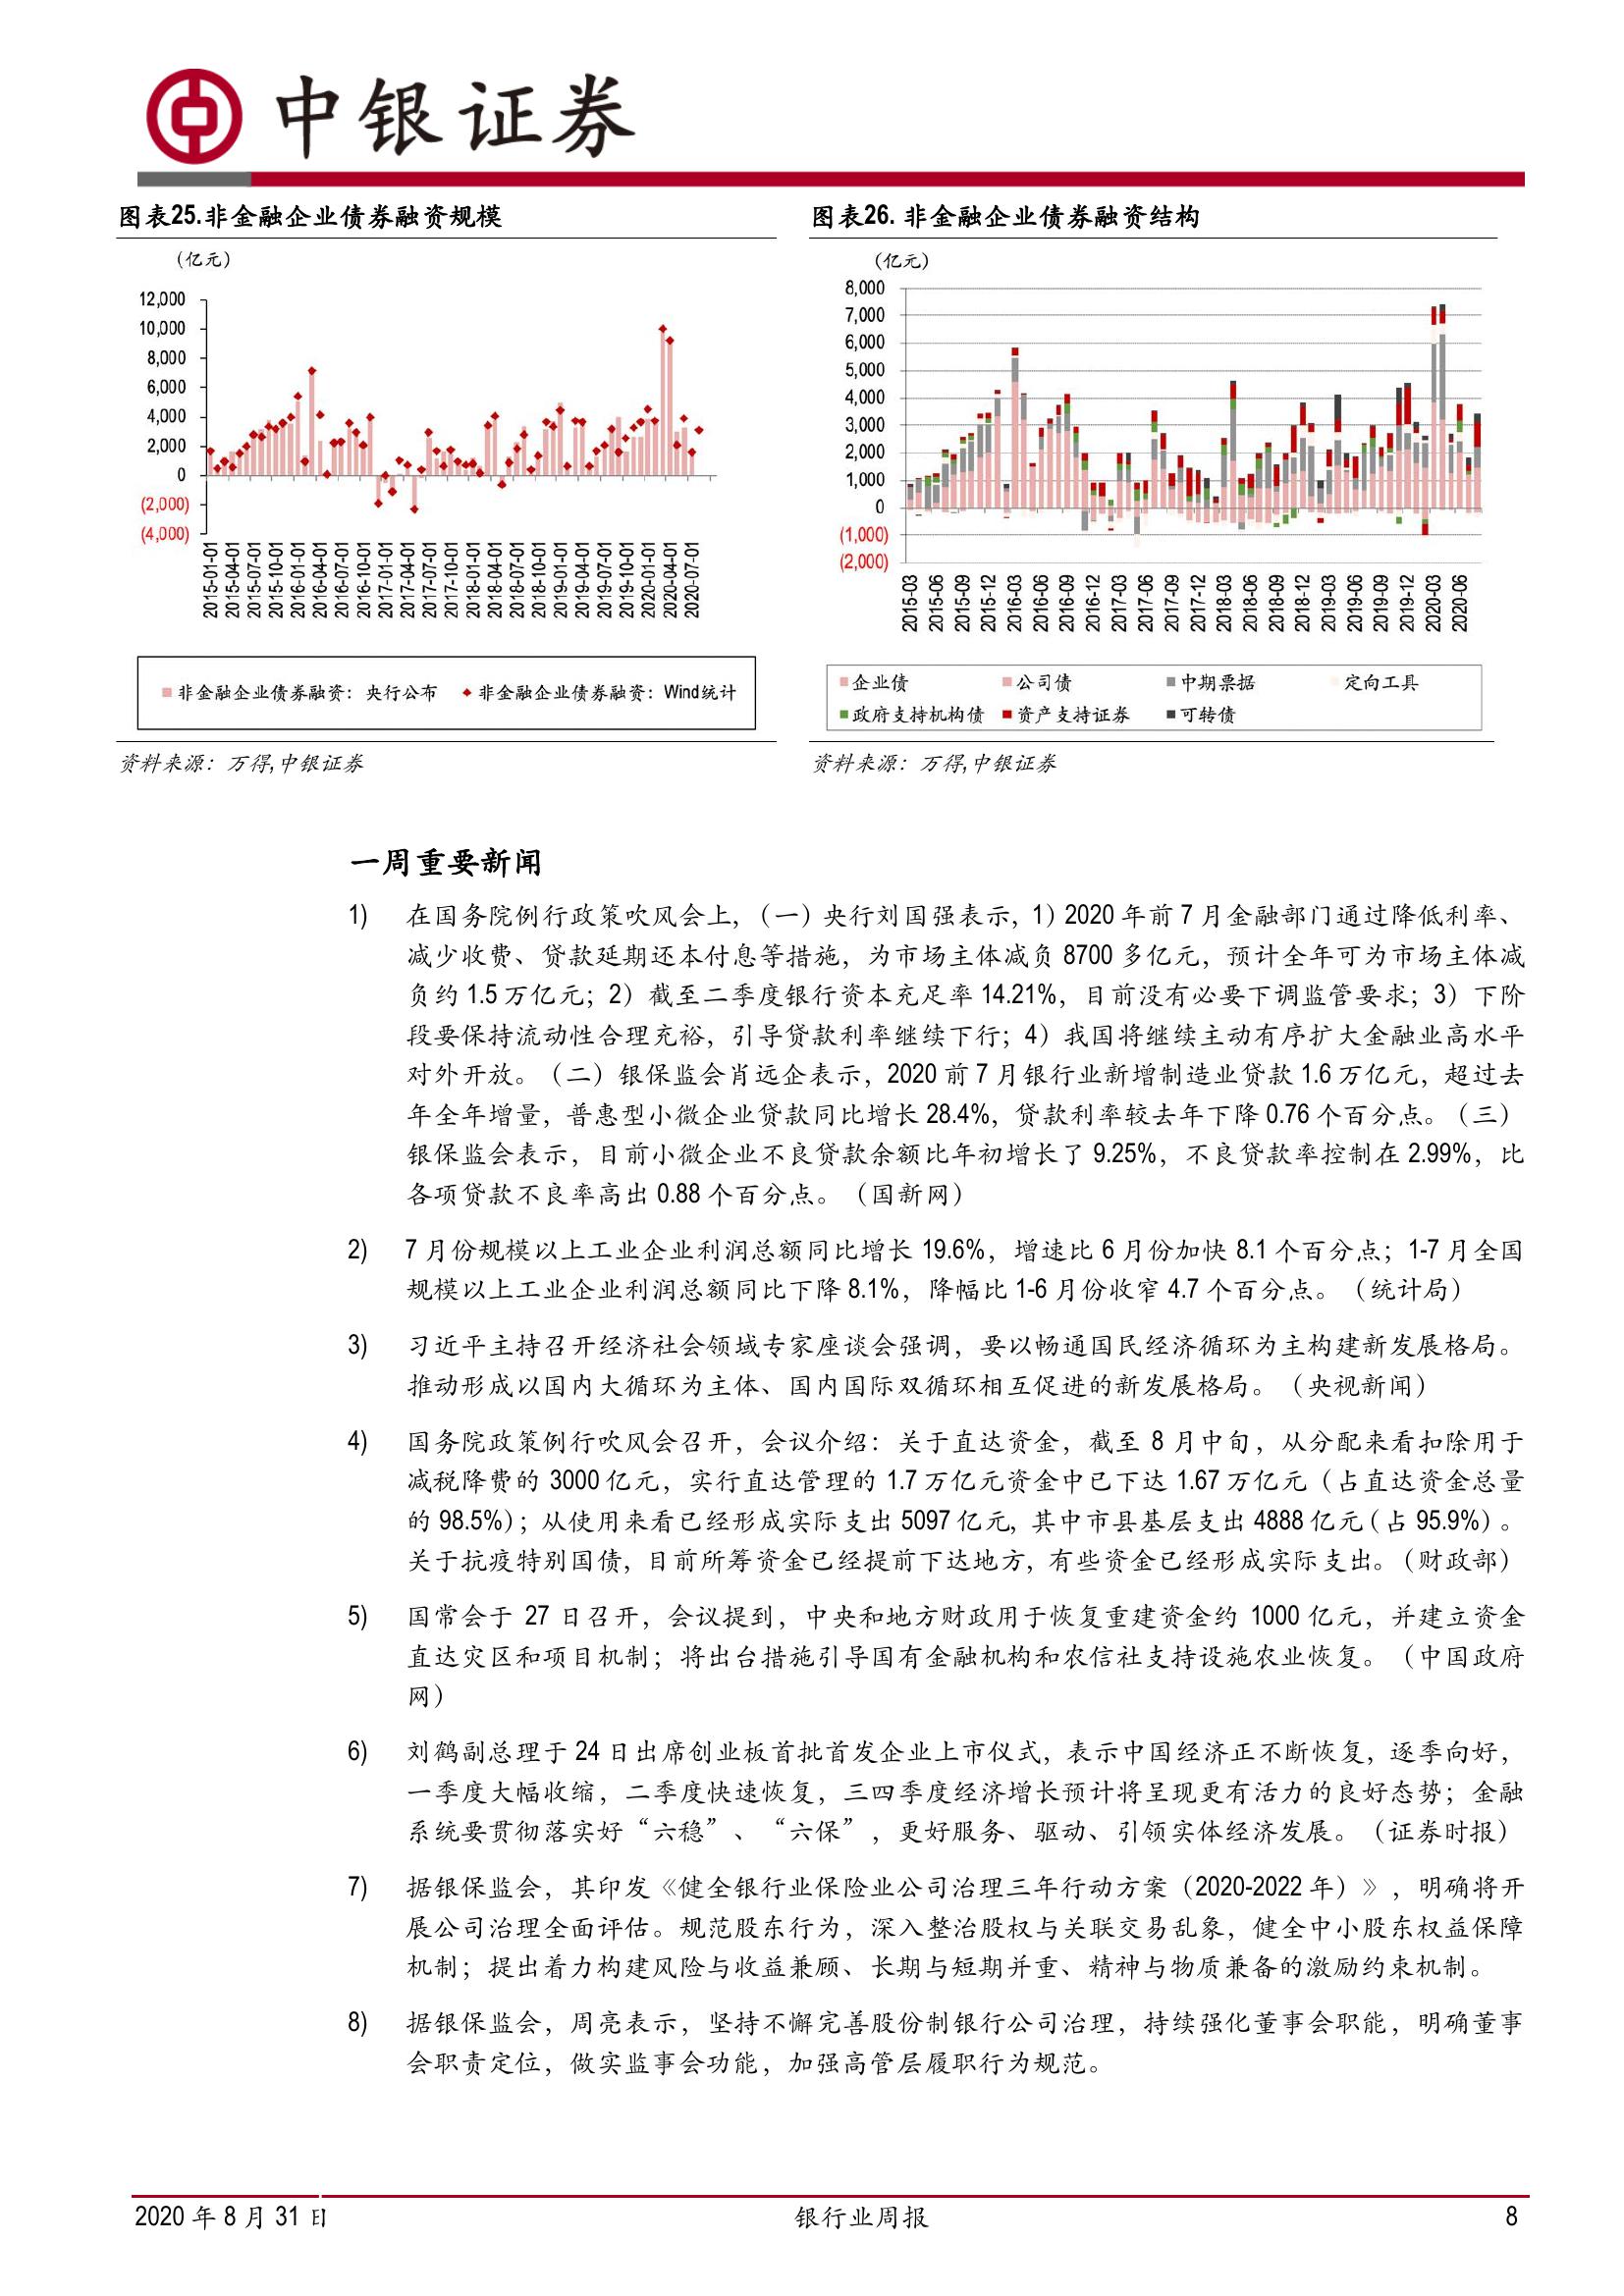 中银证券
图表25.非金融企业债券融资规模
（亿元）
12,000
10,000
8,000
6,000
4,000
2,000
0
(2,000)
(4,000)
2015-01-01
2015-04-01
2015-07-01
2015-10-01
2016-01-01
2016-04-01
2016-07-01
2016-10-01
2017-01-01
2017-04-01
2017-07-01
2017-10-01
2018-01-01
2018-04-01
2018-07-01
2018-10-01
2019-01-01
2019-04-01
2019-07-01
2019-10-01
2020-01-01
2020-04-01
2020-07-01
非金融企业债券融资：央行公布 非金融企业债券融资：Wind统计
资料来源：万得,中银证券
图表26. 非金融企业债券融资结构
（亿元）
8,000
7,000
6,000
5,000
4,000
3,000
2,000
1,000
0
(1,000)
(2,000)
2015-03
2015-06
2015-09
2015-12
2016-03
2016-06
2016-09
2016-12
2017-03
2017-06
2017-09
2017-12
2018-03
2018-06
2018-09
2018-12
2019-03
2019-06
2019-09
2019-12
2020-03
2020-06
企业债 公司债 中期票据 定向工具
政府支持机构债 资产支持证券 可转债
资料来源：万得,中银证券
一周重要新闻
1) 在国务院例行政策吹风会上，（一）央行刘国强表示，1）2020 年前 7 月金融部门通过降低利率、
减少收费、贷款延期还本付息等措施，为市场主体减负 8700 多亿元，预计全年可为市场主体减
负约 1.5 万亿元；2）截至二季度银行资本充足率 14.21%，目前没有必要下调监管要求；3）下阶
段要保持流动性合理充裕，引导贷款利率继续下行；4）我国将继续主动有序扩大金融业高水平
对外开放。（二）银保监会肖远企表示，2020 前 7 月银行业新增制造业贷款 1.6 万亿元，超过去
年全年增量，普惠型小微企业贷款同比增长 28.4%，贷款利率较去年下降 0.76 个百分点。（三）
银保监会表示，目前小微企业不良贷款余额比年初增长了 9.25%，不良贷款率控制在 2.99%，比
各项贷款不良率高出 0.88 个百分点。（国新网）
2) 7 月份规模以上工业企业利润总额同比增长 19.6%，增速比 6 月份加快 8.1 个百分点；1-7 月全国
规模以上工业企业利润总额同比下降 8.1%，降幅比 1-6 月份收窄 4.7 个百分点。（统计局）
3) 习近平主持召开经济社会领域专家座谈会强调，要以畅通国民经济循环为主构建新发展格局。
推动形成以国内大循环为主体、国内国际双循环相互促进的新发展格局。（央视新闻）
4) 国务院政策例行吹风会召开，会议介绍：关于直达资金，截至 8 月中旬，从分配来看扣除用于
减税降费的 3000 亿元，实行直达管理的 1.7 万亿元资金中已下达 1.67 万亿元（占直达资金总量
的 98.5%）；从使用来看已经形成实际支出 5097 亿元，其中市县基层支出 4888 亿元（占 95.9%）。
关于抗疫特别国债，目前所筹资金已经提前下达地方，有些资金已经形成实际支出。（财政部）
5) 国常会于 27 日召开，会议提到，中央和地方财政用于恢复重建资金约 1000 亿元，并建立资金
直达灾区和项目机制；将出台措施引导国有金融机构和农信社支持设施农业恢复。（中国政府
网）
6) 刘鹤副总理于 24 日出席创业板首批首发企业上市仪式，表示中国经济正不断恢复，逐季向好，
一季度大幅收缩，二季度快速恢复，三四季度经济增长预计将呈现更有活力的良好态势；金融
系统要贯彻落实好“六稳”、“六保”，更好服务、驱动、引领实体经济发展。（证券时报）
7) 据银保监会，其印发《健全银行业保险业公司治理三年行动方案（2020-2022 年）》，明确将开
展公司治理全面评估。规范股东行为，深入整治股权与关联交易乱象，健全中小股东权益保障
机制；提出着力构建风险与收益兼顾、长期与短期并重、精神与物质兼备的激励约束机制。
8) 据银保监会，周亮表示，坚持不懈完善股份制银行公司治理，持续强化董事会职能，明确董事
会职责定位，做实监事会功能，加强高管层履职行为规范。
2020 年 8 月 31 日 银行业周报 8